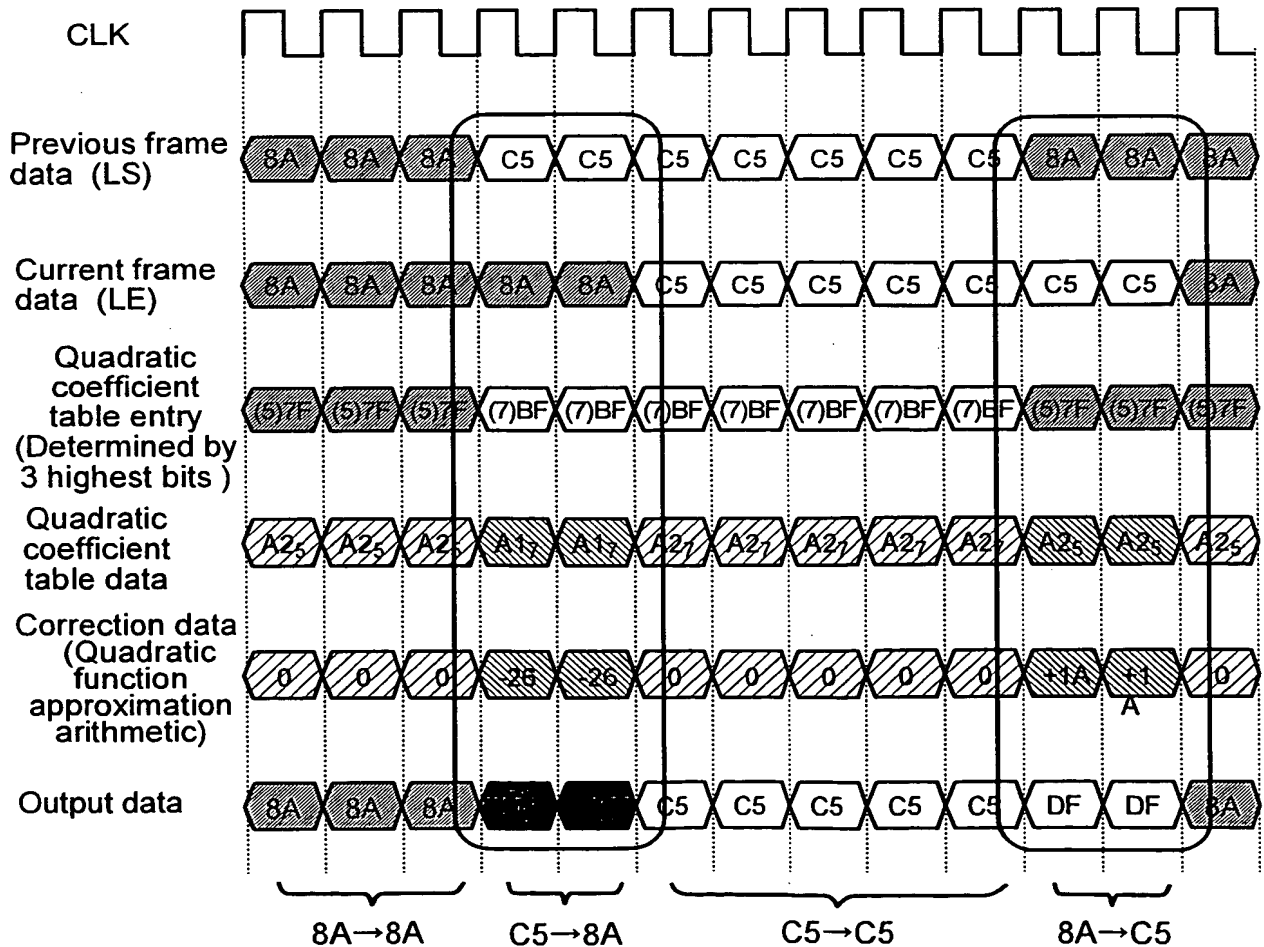 CLK
Previous frame
data (LS)
8A 8A 8A C5 C5 C5 C5 C5 C5 C5 8A 8A 8A
Current frame
data (LE)
8A 8A 8A 8A 8A C5 C5 C5 C5 C5 C5 C5 8A
Quadratic
coefficient
table entry
(Determined by
3 highest bits )
(5)7F (5)7F (5)7F (7)BF (7)BF (7)BF (7)BF (7)BF (7)BF (7)BF (5)7F (5)7F (5)7F
Quadratic
coefficient
table data
A2₅ A2₅ A2₅ A1₇ A1₇ A2₇ A2₇ A2₇ A2₇ A2₇ A2₅ A2₅ A2₅
Correction data
(Quadratic
function
approximation
arithmetic)
0 0 0 -26 -26 0 0 0 0 0 +1A +1
A
0
Output data
8A 8A 8A C5 C5 C5 C5 C5 DF DF 8A
8A→8A C5→8A C5→C5 8A→C5